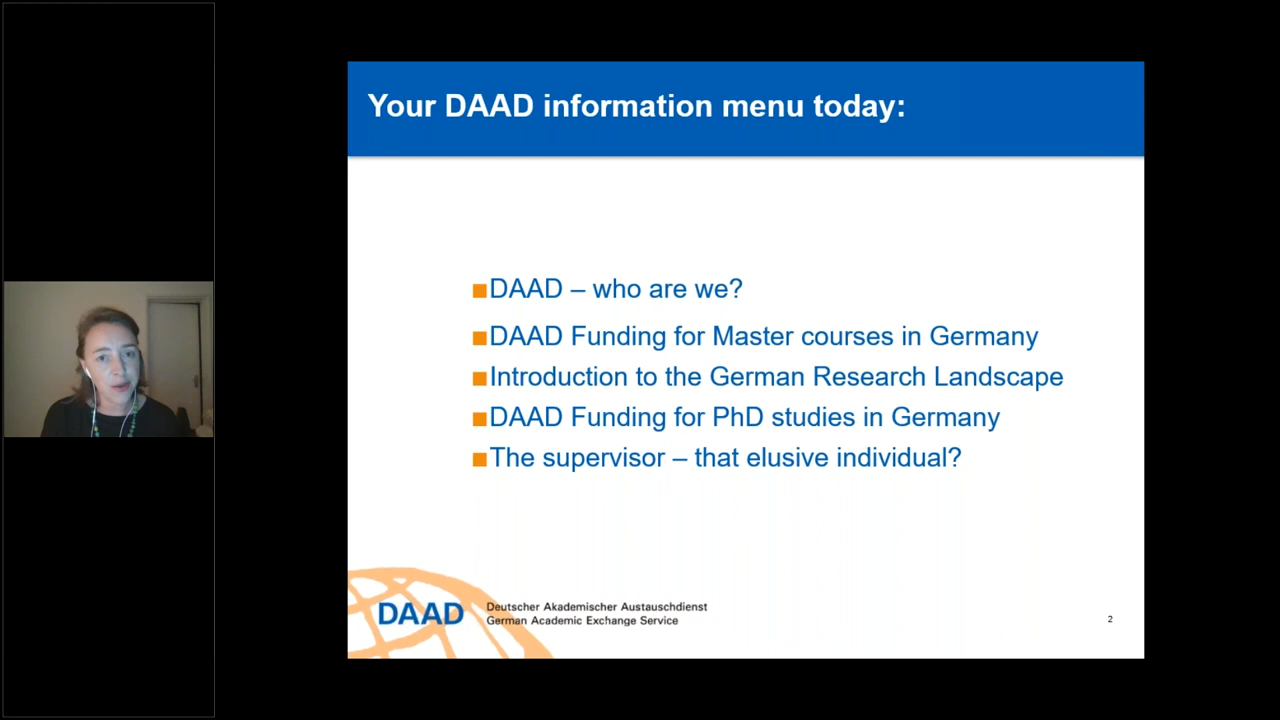 Your DAAD information menu today:
DAAD – who are we?
DAAD Funding for Master courses in Germany
Introduction to the German Research Landscape
DAAD Funding for PhD studies in Germany
The supervisor – that elusive individual?
DAAD
Deutscher Akademischer Austauschdienst
German Academic Exchange Service
2